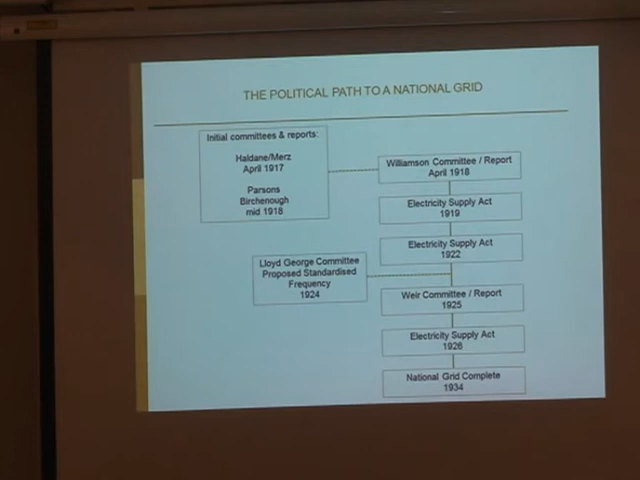 THE POLITICAL PATH TO A NATIONAL GRID
Initial committees & reports:
Haldane/Merz
April 1917
Parsons
Birchenough
mid 1918
Williamson Committee / Report
April 1918
Electricity Supply Act
1919
Electricity Supply Act
1922
Lloyd George Committee
Proposed Standardised
Frequency
1924
Weir Committee / Report
1925
Electricity Supply Act
1926
National Grid Complete
1934